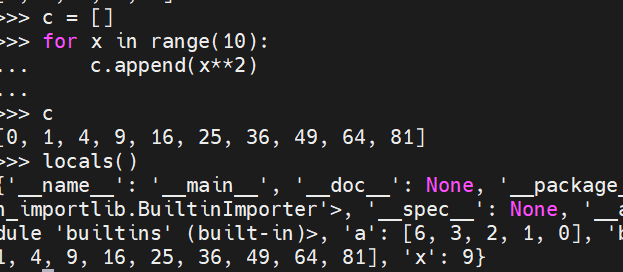 >>> c = []
>>> for x in range(10):
...     c.append(x**2)
...
>>> c
[0, 1, 4, 9, 16, 25, 36, 49, 64, 81]
>>> locals()
{'__name__': '__main__', '__doc__': None, '__package_
n_importlib.BuiltinImporter'>, '__spec__': None, '__a
dule 'builtins' (built-in)>, 'a': [6, 3, 2, 1, 0], 'b
1, 4, 9, 16, 25, 36, 49, 64, 81], 'x': 9}